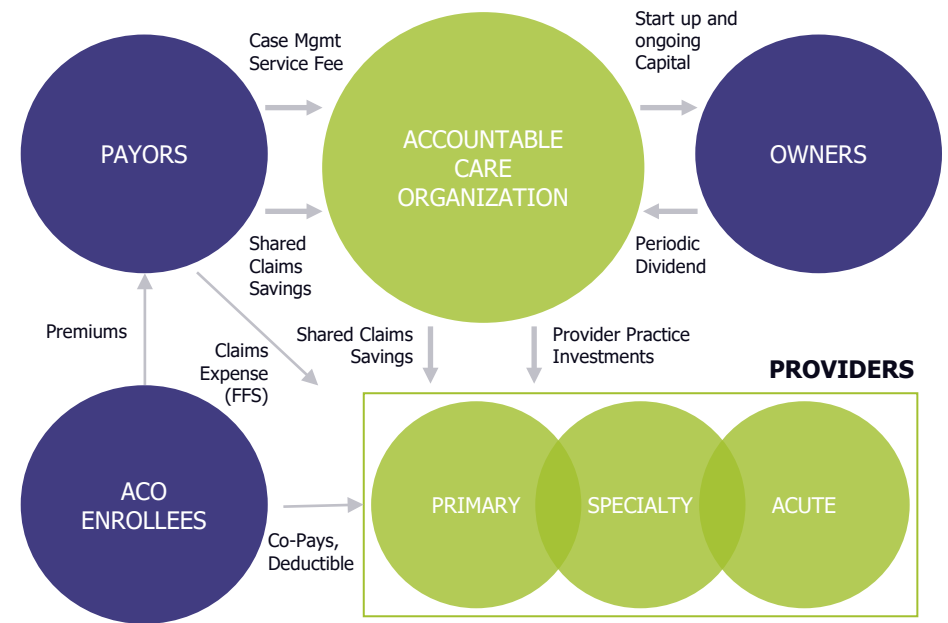 Case Mgmt
Service Fee
Start up and
ongoing
Capital
PAYORS
ACCOUNTABLE
CARE
ORGANIZATION
OWNERS
Shared
Claims
Savings
Periodic
Dividend
Premiums
Claims
Expense
(FFS)
Shared Claims
Savings
Provider Practice
Investments
PROVIDERS
ACO
ENROLLEES
PRIMARY
SPECIALTY
ACUTE
Co-Pays,
Deductible